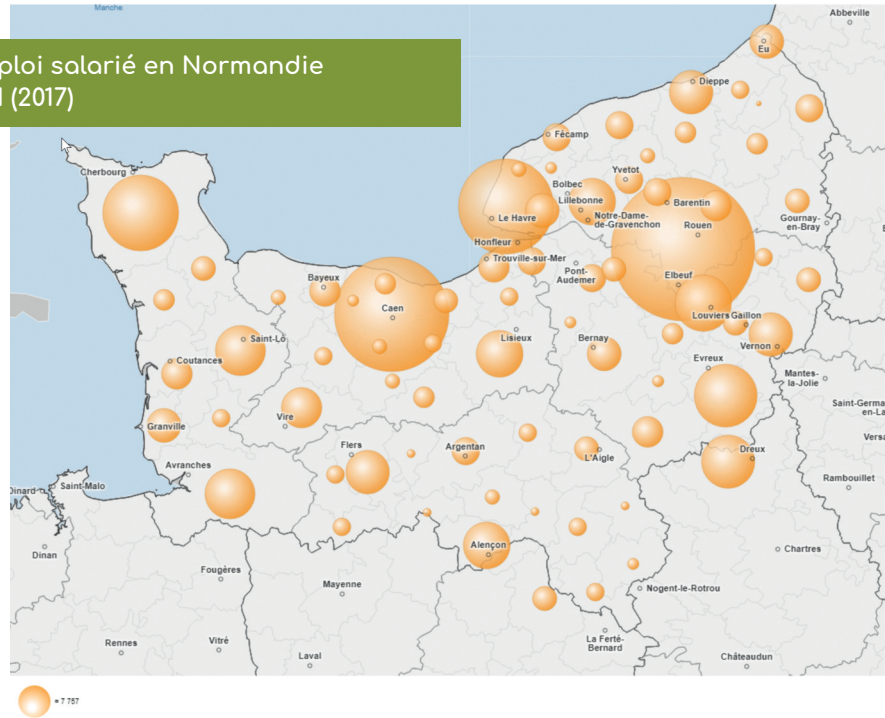 Manche
Abbeville
ploi salarié en Normandie
(2017)
Eu
Dieppe
Fécamp
Cherbourg
Yvetot
Bolbec
Lillebonne
Barentin
Le Havre
Notre-Dame-
de-Gravenchon
Gournay-
en-Bray
Rouen
Honfleur
Trouville-sur-Mer
Pont-
Audemer
Bayeux
Elbeuf
Caen
Louviers
Gaillon
Saint-Lô
Lisieux
Bernay
Vernon
Coutances
Evreux
Mantes-
la-Jolie
Saint-Germa
en-La
Vire
Granville
Versa
Flers
Argentan
L'Aigle
Dreux
Avranches
Dinard
Saint-Malo
Rambouillet
Alençon
Dinan
Chartres
Fougères
Mayenne
Nogent-le-Rotrou
Rennes
Vitré
Laval
La Ferté-
Bernard
Châteaudun
= 7 757